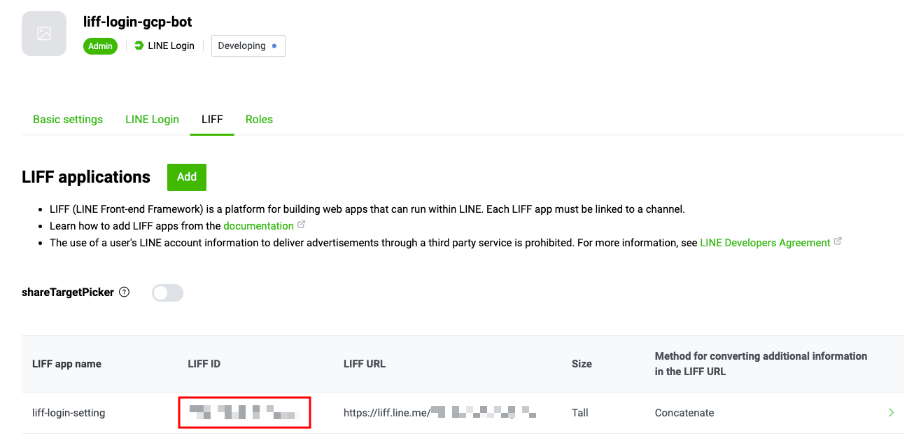 liff-login-gcp-bot
Admin LINE Login Developing
Basic settings LINE Login LIFF Roles
LIFF applications Add
LIFF (LINE Front-end Framework) is a platform for building web apps that can run within LINE. Each LIFF app must be linked to a channel.
Learn how to add LIFF apps from the documentation
The use of a user's LINE account information to deliver advertisements through a third party service is prohibited. For more information, see LINE Developers Agreement
shareTargetPicker ?
LIFF app name LIFF ID LIFF URL Size Method for converting additional information
in the LIFF URL
liff-login-setting https://liff.line.me/ Tall Concatenate